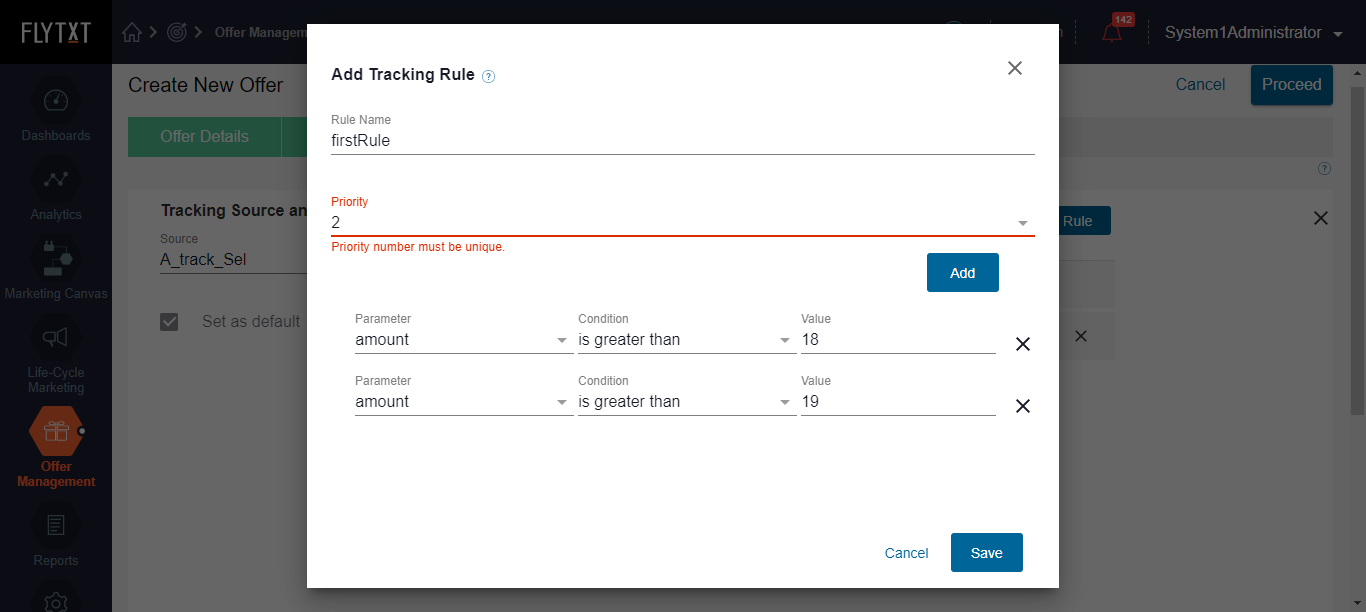 FLYTXT
Offer Managem
142
System1Administrator
Dashboards
Analytics
Marketing Canvas
Life-Cycle
Marketing
Offer
Management
Reports
Create New Offer
Cancel
Proceed
Offer Details
Tracking Source an
Rule
Source
A_track_Sel
Set as default
Add Tracking Rule ?
Rule Name
firstRule
Priority
2
Priority number must be unique.
Add
Parameter Condition Value
amount is greater than 18
Parameter Condition Value
amount is greater than 19
Cancel Save